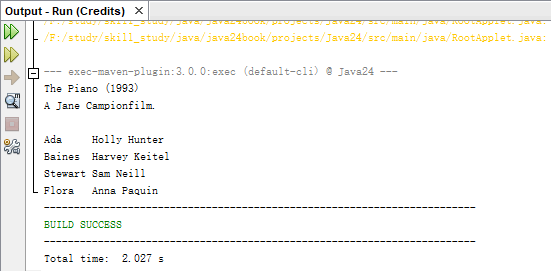 Output - Run (Credits)
/F:/study/skill_study/java/java24book/projects/Java24/src/main/java/RootApplet.java:
/F:/study/skill_study/java/java24book/projects/Java24/src/main/java/RootApplet.java:
--- exec-maven-plugin:3.0.0:exec (default-cli) @ Java24 ---
The Piano (1993)
A Jane Campionfilm.
Ada    Holly Hunter
Baines  Harvey Keitel
Stewart Sam Neill
Flora   Anna Paquin
------------------------------------------------------------------------
BUILD SUCCESS
------------------------------------------------------------------------
Total time:  2.027 s